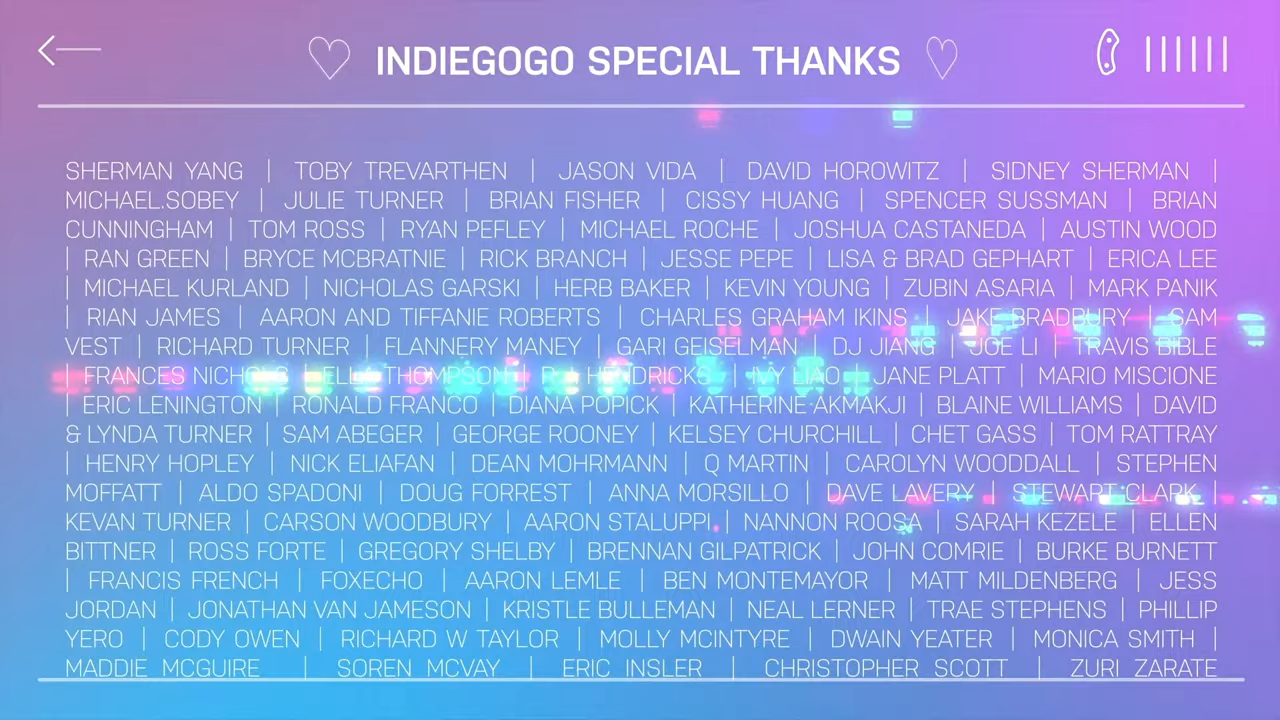 INDIEGOGO SPECIAL THANKS
SHERMAN YANG | TOBY TREVARTHEN | JASON VIDA | DAVID HOROWITZ | SIDNEY SHERMAN |
MICHAEL.SOBEY | JULIE TURNER | BRIAN FISHER | CISSY HUANG | SPENCER SUSSMAN | BRIAN
CUNNINGHAM | TOM ROSS | RYAN PEFLEY | MICHAEL ROCHE | JOSHUA CASTANEDA | AUSTIN WOOD
| RAN GREEN | BRYCE MCBRATNIE | RICK BRANCH | JESSE PEPE | LISA & BRAD GEPHART | ERICA LEE
| MICHAEL KURLAND | NICHOLAS GARSKI | HERB BAKER | KEVIN YOUNG | ZUBIN ASARIA | MARK PANIK
| RIAN JAMES | AARON AND TIFFANIE ROBERTS | CHARLES GRAHAM IKINS | JAKE BRADBURY | SAM
VEST | RICHARD TURNER | FLANNERY MANEY | GARI GEISELMAN | DJ JIANG | JOE LI | TRAVIS BIBLE
| FRANCES | ELLA THOMPSON | HENDRICKS | IVY LIAO | JANE PLATT | MARIO MISCIONE
| ERIC LENINGTON | RONALD FRANCO | DIANA POPICK | KATHERINE AKMAKJI | BLAINE WILLIAMS | DAVID
& LYNDA TURNER | SAM ABEGER | GEORGE ROONEY | KELSEY CHURCHILL | CHET GASS | TOM RATTRAY
| HENRY HOPLEY | NICK ELIAFAN | DEAN MOHRMANN | Q MARTIN | CAROLYN WOODDALL | STEPHEN
MOFFATT | ALDO SPADONI | DOUG FORREST | ANNA MORSILLO | DAVE LAVERY | STEWART CLARK |
KEVAN TURNER | CARSON WOODBURY | AARON STALUPPI | NANNON ROOSA | SARAH KEZELE | ELLEN
BITTNER | ROSS FORTE | GREGORY SHELBY | BRENNAN GILPATRICK | JOHN COMRIE | BURKE BURNETT
| FRANCIS FRENCH | FOXECHO | AARON LEMLE | BEN MONTEMAYOR | MATT MILDENBERG | JESS
JORDAN | JONATHAN VAN JAMESON | KRISTLE BULLEMAN | NEAL LERNER | TRAE STEPHENS | PHILLIP
YERO | CODY OWEN | RICHARD W TAYLOR | MOLLY MCINTYRE | DWAIN YEATER | MONICA SMITH |
MADDIE MCGUIRE | SOREN MCVAY | ERIC INSLER | CHRISTOPHER SCOTT | ZURI ZARATE